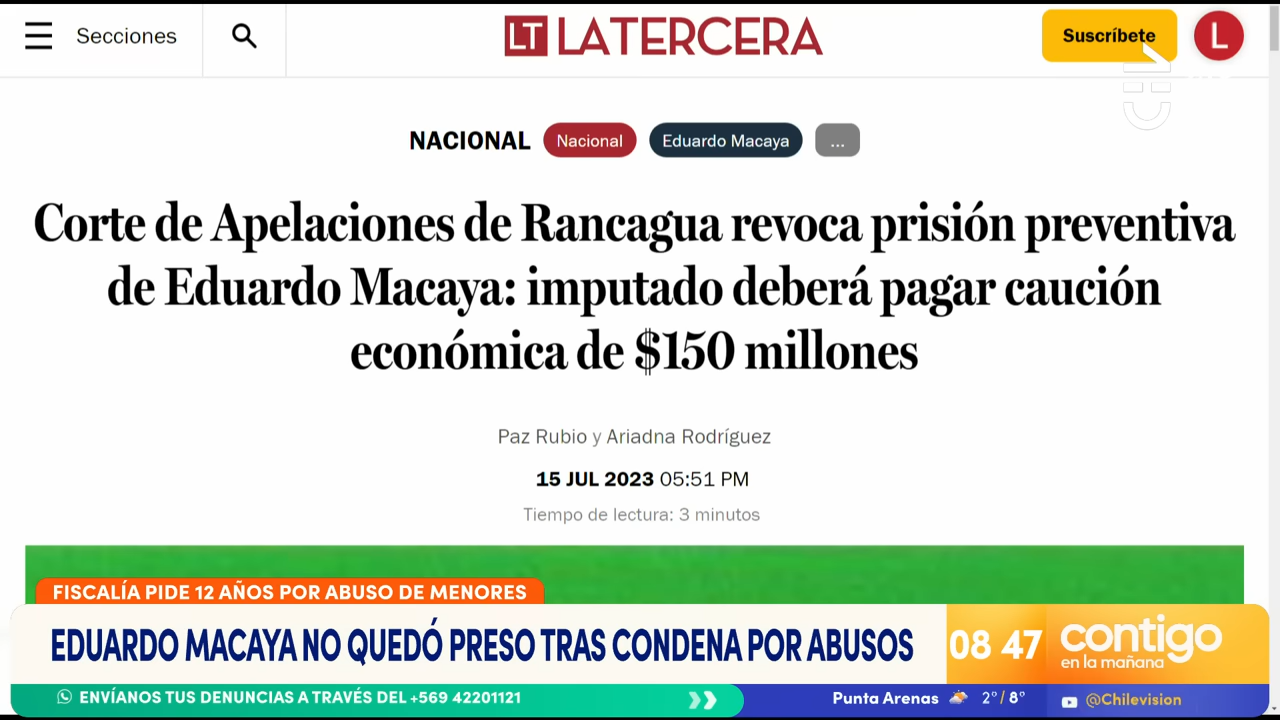 Secciones
LT LATERCERA
Suscríbete
L
NACIONAL
Nacional
Eduardo Macaya
...
Corte de Apelaciones de Rancagua revoca prisión preventiva
de Eduardo Macaya: imputado deberá pagar caución
económica de $150 millones
Paz Rubio y Ariadna Rodríguez
15 JUL 2023 05:51 PM
Tiempo de lectura: 3 minutos
FISCALÍA PIDE 12 AÑOS POR ABUSO DE MENORES
EDUARDO MACAYA NO QUEDÓ PRESO TRAS CONDENA POR ABUSOS
08 47
contigo
en la mañana
ENVÍANOS TUS DENUNCIAS A TRAVÉS DEL +569 42201121
Punta Arenas 2°/8°
@Chilevision